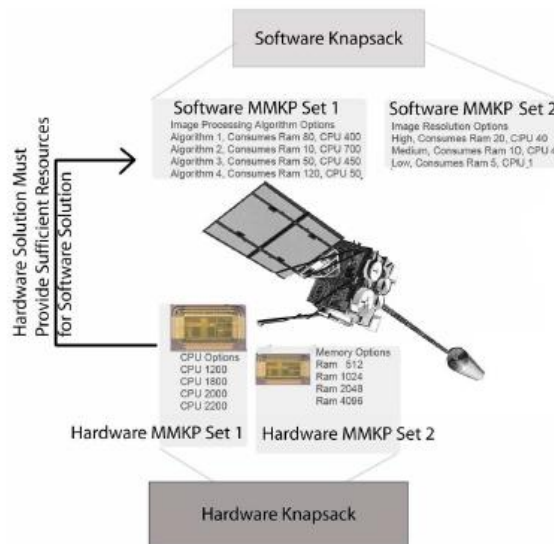 Software Knapsack
Software MMKP Set 1
Image Processing Algorithm Options
Algorithm 1, Consumes Ram 80, CPU 400
Algorithm 2, Consumes Ram 10, CPU 700
Algorithm 3, Consumes Ram 50, CPU 450
Algorithm 4, Consumes Ram 120, CPU 50,
Software MMKP Set 2
Image Resolution Options
High, Consumes Ram 20, CPU 40
Medium, Consumes Ram 10, CPU 4
Low, Consumes Ram 5, CPU 1
Hardware Solution Must
Provide Sufficient Resources
for Software Solution
CPU Options
CPU 1200
CPU 1800
CPU 2000
CPU 2200
Hardware MMKP Set 1
Memory Options
Ram 512
Ram 1024
Ram 2048
Ram 4096
Hardware MMKP Set 2
Hardware Knapsack